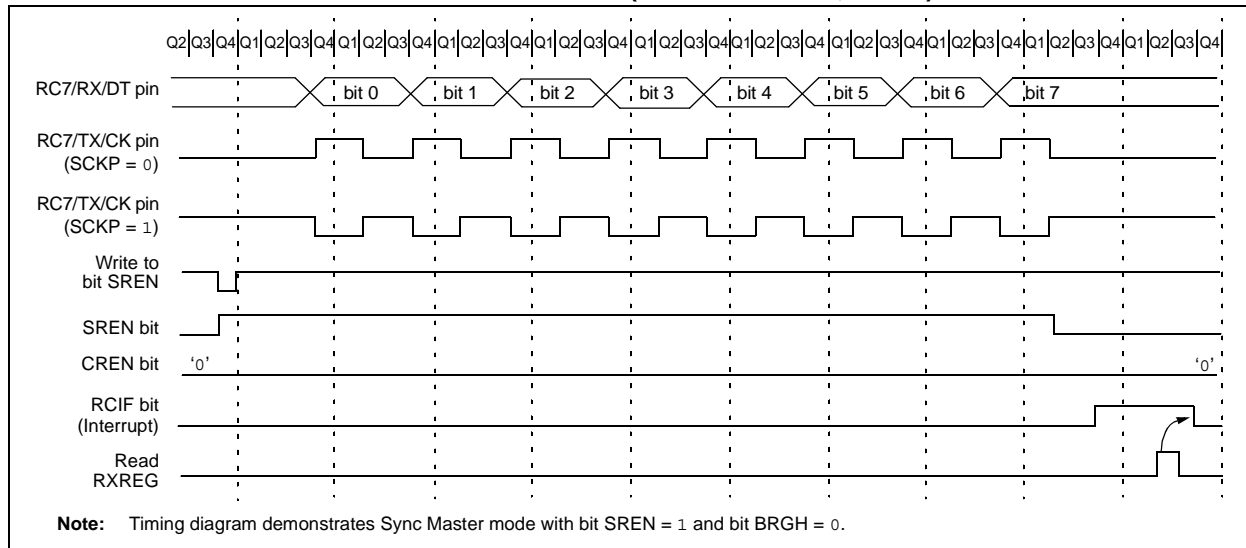 Q2 Q3 Q4 Q1 Q2 Q3 Q4 Q1 Q2 Q3 Q4 Q1 Q2 Q3 Q4 Q1 Q2 Q3 Q4 Q1 Q2 Q3 Q4 Q1 Q2 Q3 Q4 Q1 Q2 Q3 Q4 Q1 Q2 Q3 Q4 Q1 Q2 Q3 Q4 Q1 Q2 Q3 Q4
RC7/RX/DT pin
bit 0 bit 1 bit 2 bit 3 bit 4 bit 5 bit 6 bit 7
RC7/TX/CK pin
(SCKP = 0)
RC7/TX/CK pin
(SCKP = 1)
Write to
bit SREN
SREN bit
CREN bit ‘0’ ‘0’
RCIF bit
(Interrupt)
Read
RXREG
Note: Timing diagram demonstrates Sync Master mode with bit SREN = 1 and bit BRGH = 0.